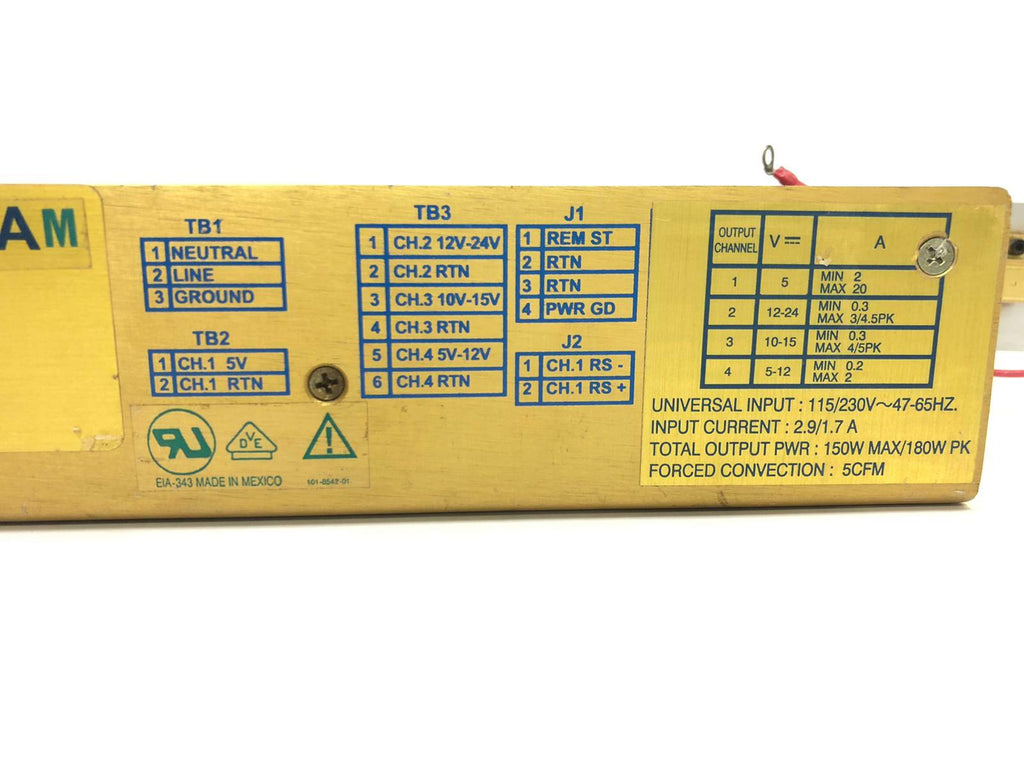 AM
TB1
1 NEUTRAL
2 LINE
3 GROUND
TB2
1 CH.1 5V
2 CH.1 RTN
TB3
1 CH.2 12V-24V
2 CH.2 RTN
3 CH.3 10V-15V
4 CH.3 RTN
5 CH.4 5V-12V
6 CH.4 RTN
J1
1 REM ST
2 RTN
3 RTN
4 PWR GD
J2
1 CH.1 RS -
2 CH.1 RS +
OUTPUT CHANNEL V A
1 5 MIN 2
MAX 20
2 12-24 MIN 0.3
MAX 3/4.5PK
3 10-15 MIN 0.3
MAX 4/5PK
4 5-12 MIN 0.2
MAX 2
UNIVERSAL INPUT : 115/230V～47-65HZ.
INPUT CURRENT : 2.9/1.7 A
TOTAL OUTPUT PWR : 150W MAX/180W PK
FORCED CONVECTION : 5CFM
RU
DVE
EIA-343 MADE IN MEXICO
101-8542-01